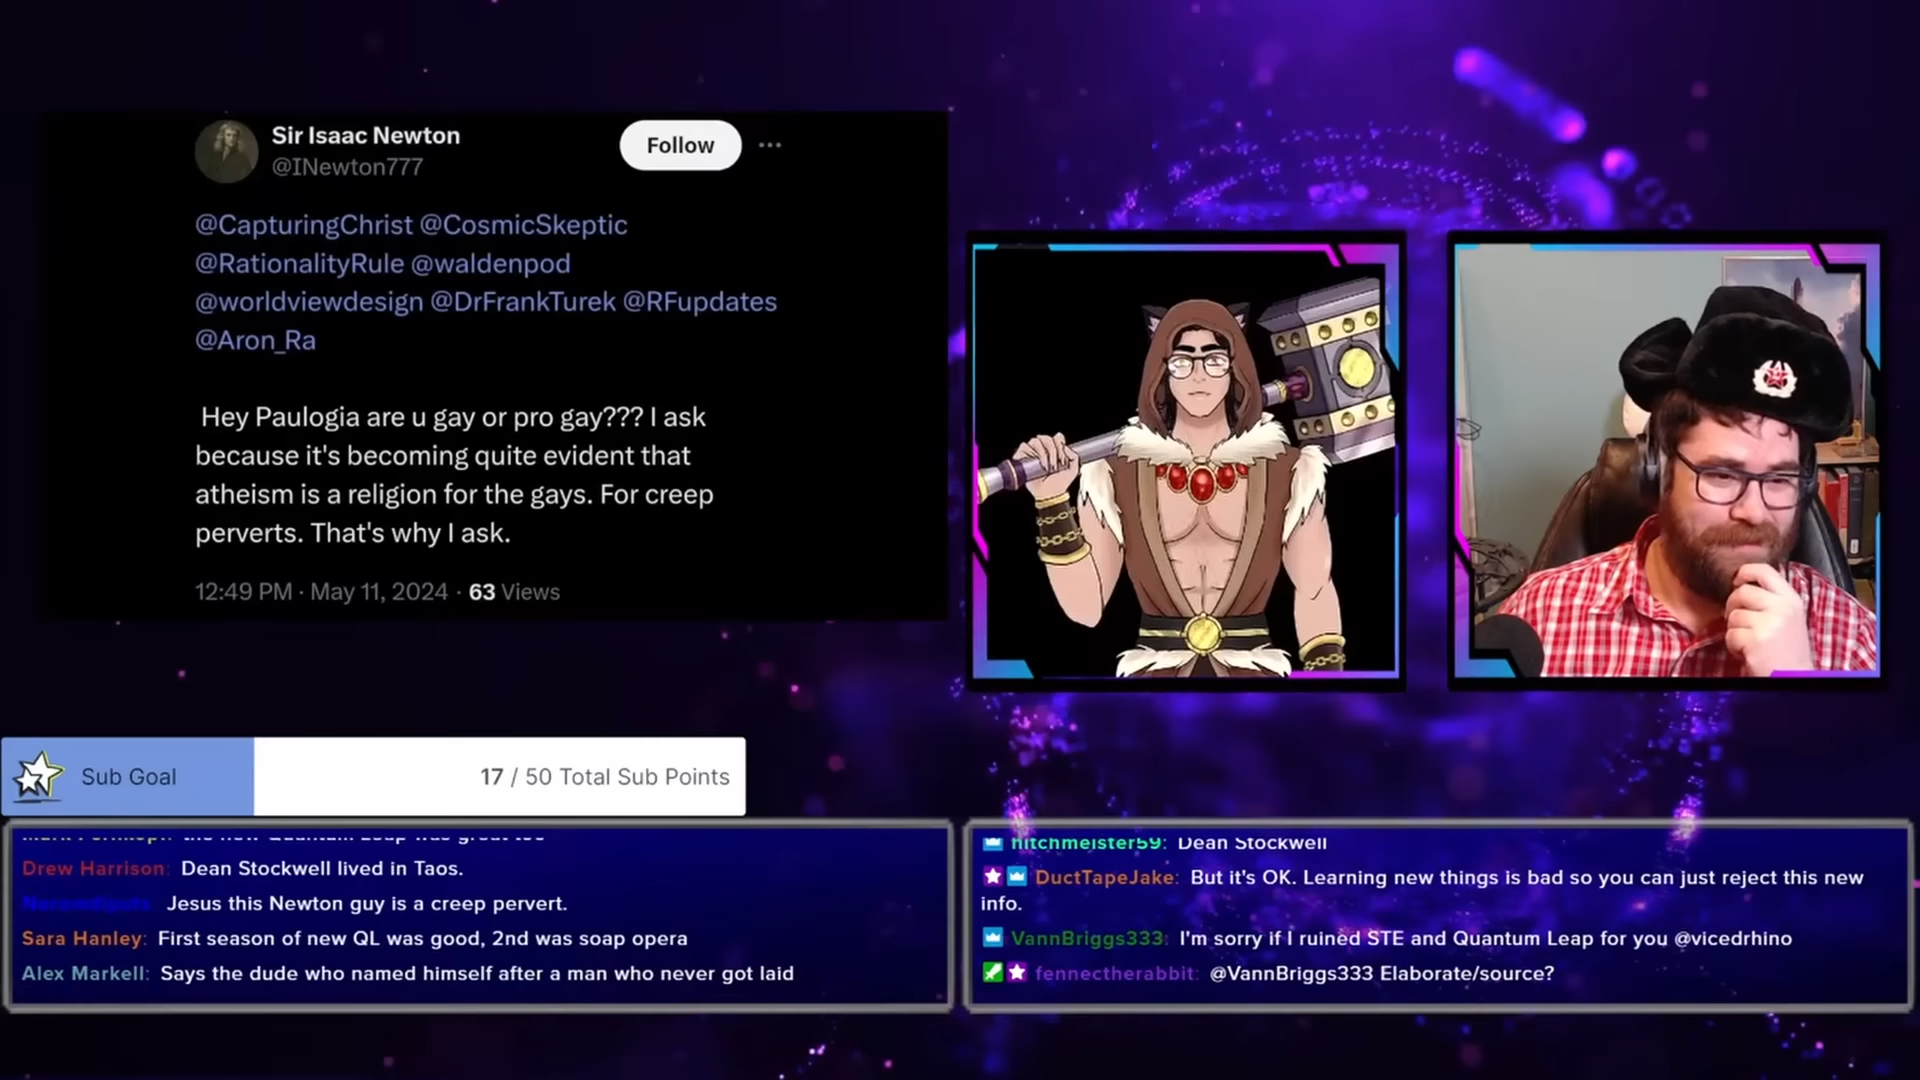 Sir Isaac Newton
@INewton777
Follow
@CapturingChrist @CosmicSkeptic
@RationalityRule @waldenpod
@worldviewdesign @DrFrankTurek @RFupdates
@Aron_Ra
Hey Paulogia are u gay or pro gay??? I ask
because it's becoming quite evident that
atheism is a religion for the gays. For creep
perverts. That's why I ask.
12:49 PM · May 11, 2024 · 63 Views
Sub Goal
17 / 50 Total Sub Points
Drew Harrison: Dean Stockwell lived in Taos.
Jesus this Newton guy is a creep pervert.
Sara Hanley: First season of new QL was good, 2nd was soap opera
Alex Markell: Says the dude who named himself after a man who never got laid
hitchmeister59: Dean Stockwell
DuctTapeJake: But it's OK. Learning new things is bad so you can just reject this new
info.
VannBriggs333: I'm sorry if I ruined STE and Quantum Leap for you @vicedrhino
fennectherabbit: @VannBriggs333 Elaborate/source?